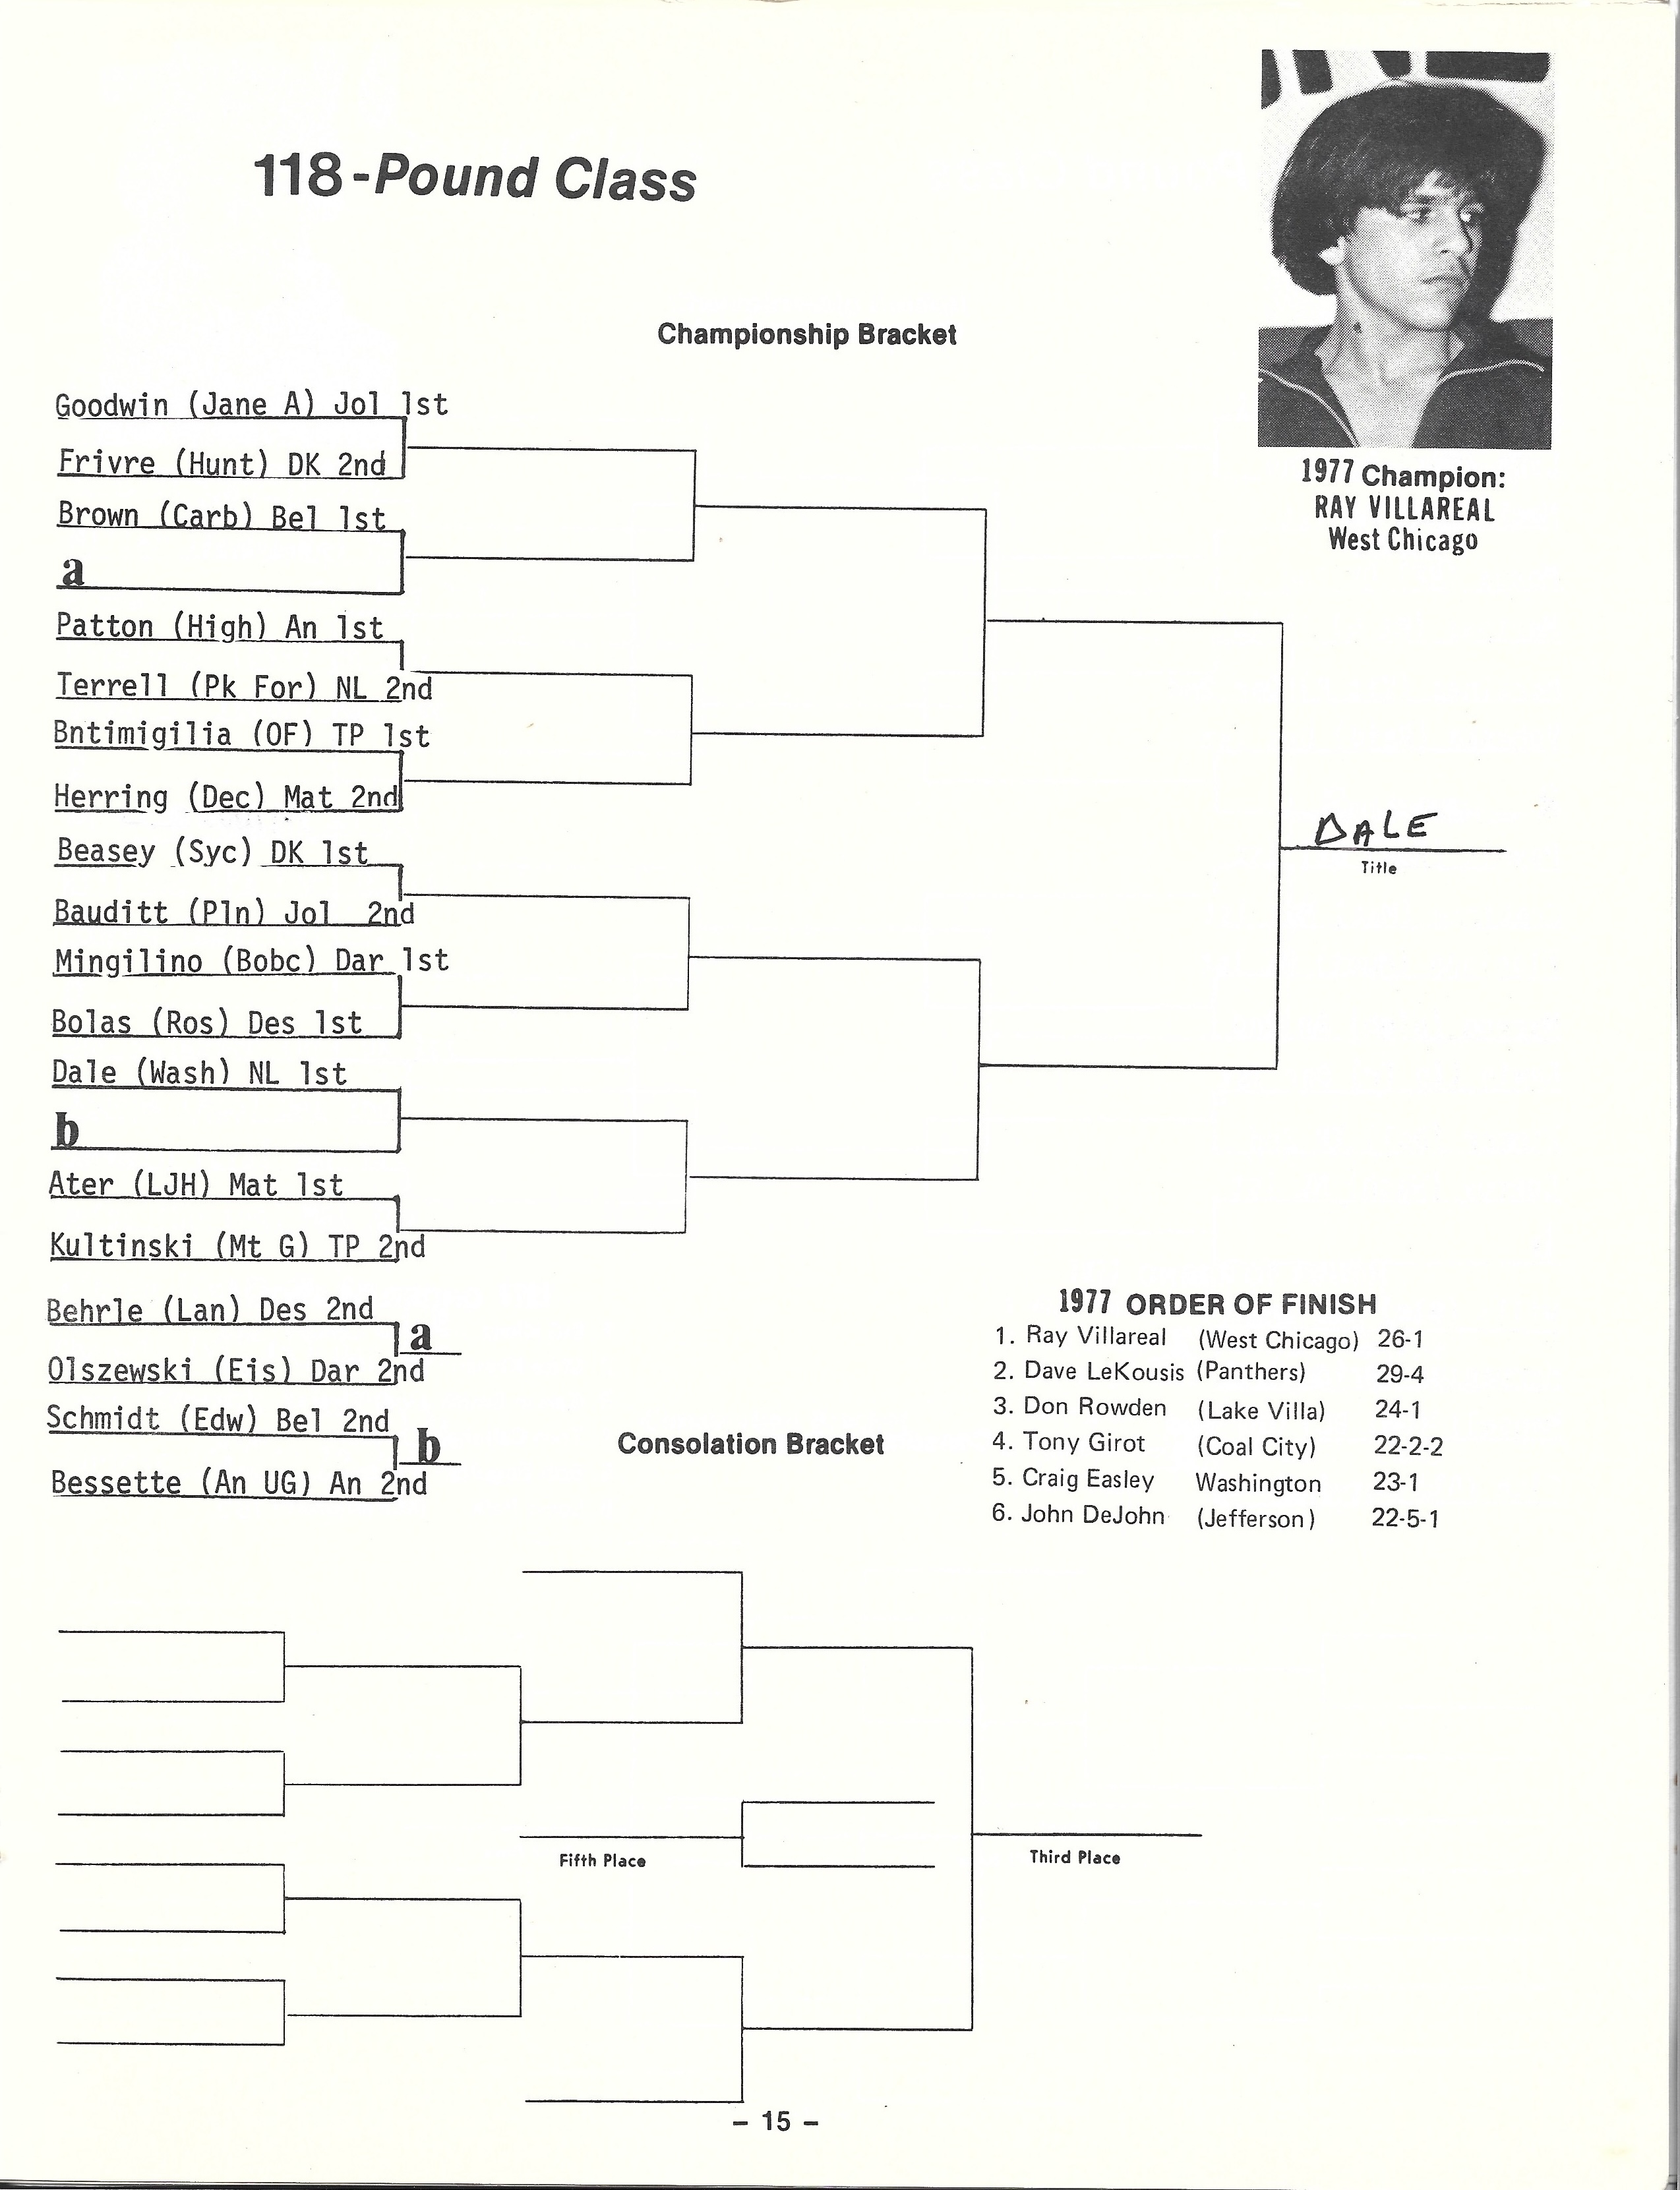 118-Pound Class
1977 Champion:
RAY VILLAREAL
West Chicago
Championship Bracket
Goodwin (Jane A) Jol 1st
Frivre (Hunt) DK 2nd
Brown (Carb) Bel 1st
a
Patton (High) An 1st
Terrell (Pk For) NL 2nd
Bntimigilia (OF) TP 1st
Herring (Dec) Mat 2nd
Beasey (Syc) DK 1st
Bauditt (Pln) Jol 2nd
Mingilino (Bobc) Dar 1st
Bolas (Ros) Des 1st
Dale (Wash) NL 1st
b
Ater (LJH) Mat 1st
Kultinski (Mt G) TP 2nd
Behrle (Lan) Des 2nd
a
Olszewski (Eis) Dar 2nd
Schmidt (Edw) Bel 2nd
b
Bessette (An UG) An 2nd
DALE
Title
1977 ORDER OF FINISH
1. Ray Villareal (West Chicago) 26-1
2. Dave LeKousis (Panthers) 29-4
3. Don Rowden (Lake Villa) 24-1
4. Tony Girot (Coal City) 22-2-2
5. Craig Easley Washington 23-1
6. John DeJohn (Jefferson) 22-5-1
Consolation Bracket
Fifth Place
Third Place
- 15 -